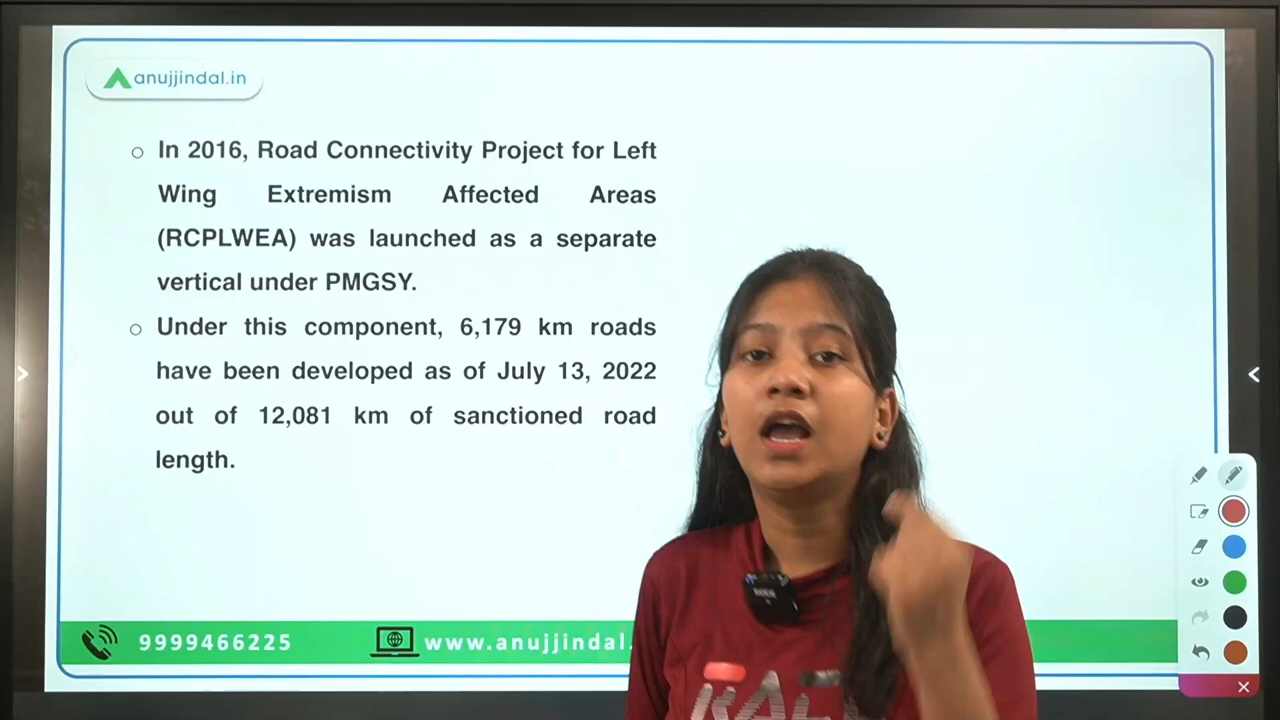 anujjindal.in
In 2016, Road Connectivity Project for Left
Wing Extremism Affected Areas
(RCPLWEA) was launched as a separate
vertical under PMGSY.
Under this component, 6,179 km roads
have been developed as of July 13, 2022
out of 12,081 km of sanctioned road
length.
9999466225
www.anujjindal.